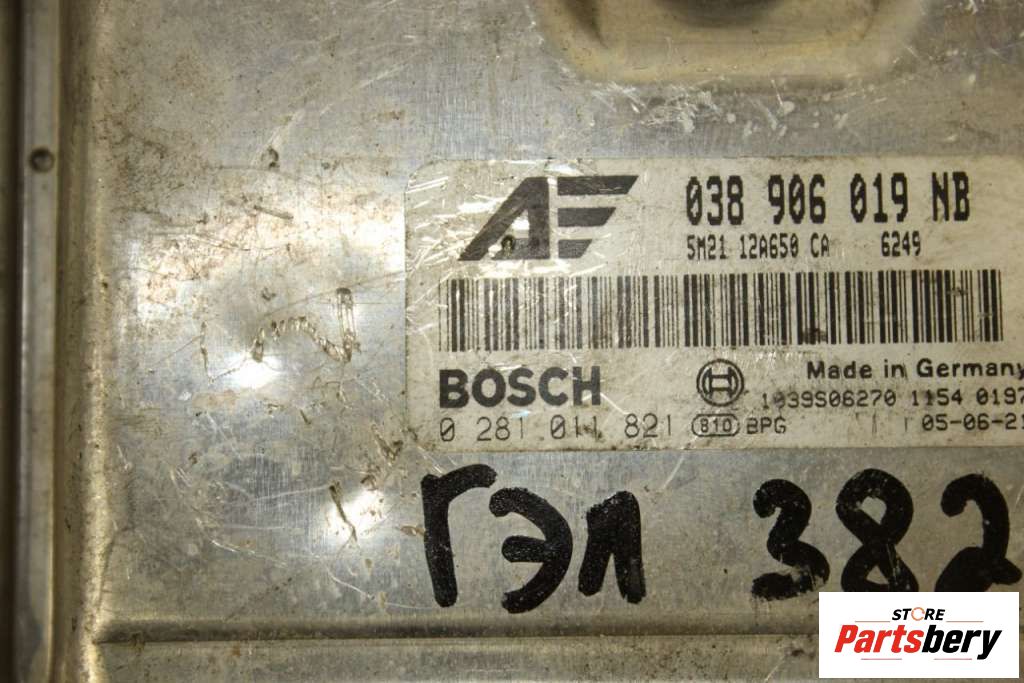 038 906 019 NB
5M21 12A650 CA 6249
BOSCH
Made in Germany
1039S06270 1154 0197
0 281 011 821 810 BPG 05-06-21
ГЭЛ 382
STORE
Partsbery